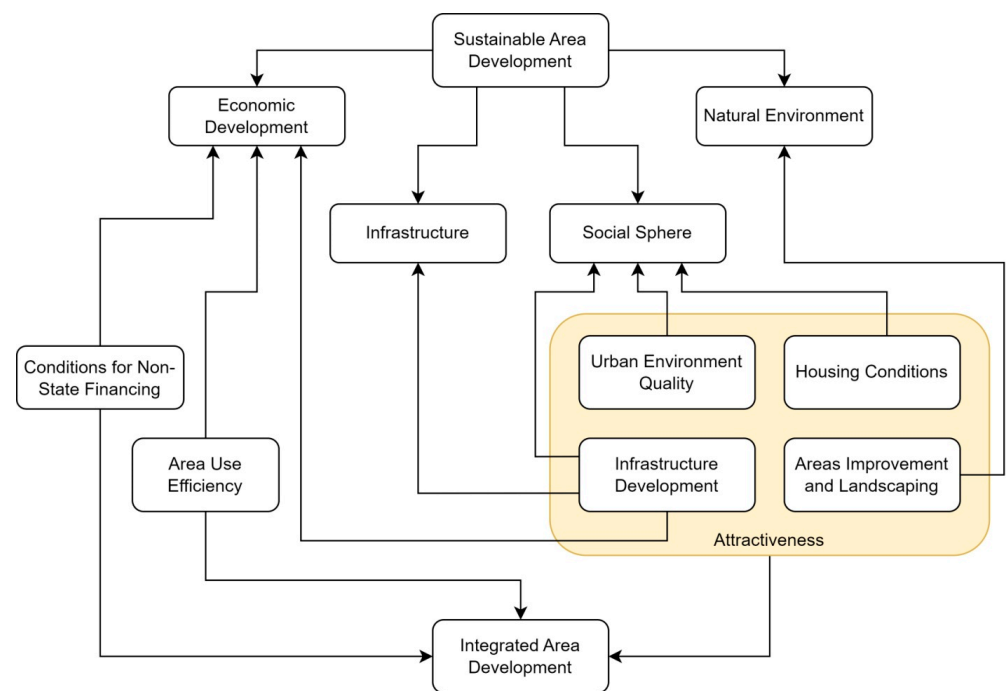 Sustainable Area
Development
Economic
Development
Natural Environment
Infrastructure
Social Sphere
Conditions for Non-
State Financing
Urban Environment
Quality
Housing Conditions
Area Use
Efficiency
Infrastructure
Development
Areas Improvement
and Landscaping
Attractiveness
Integrated Area
Development